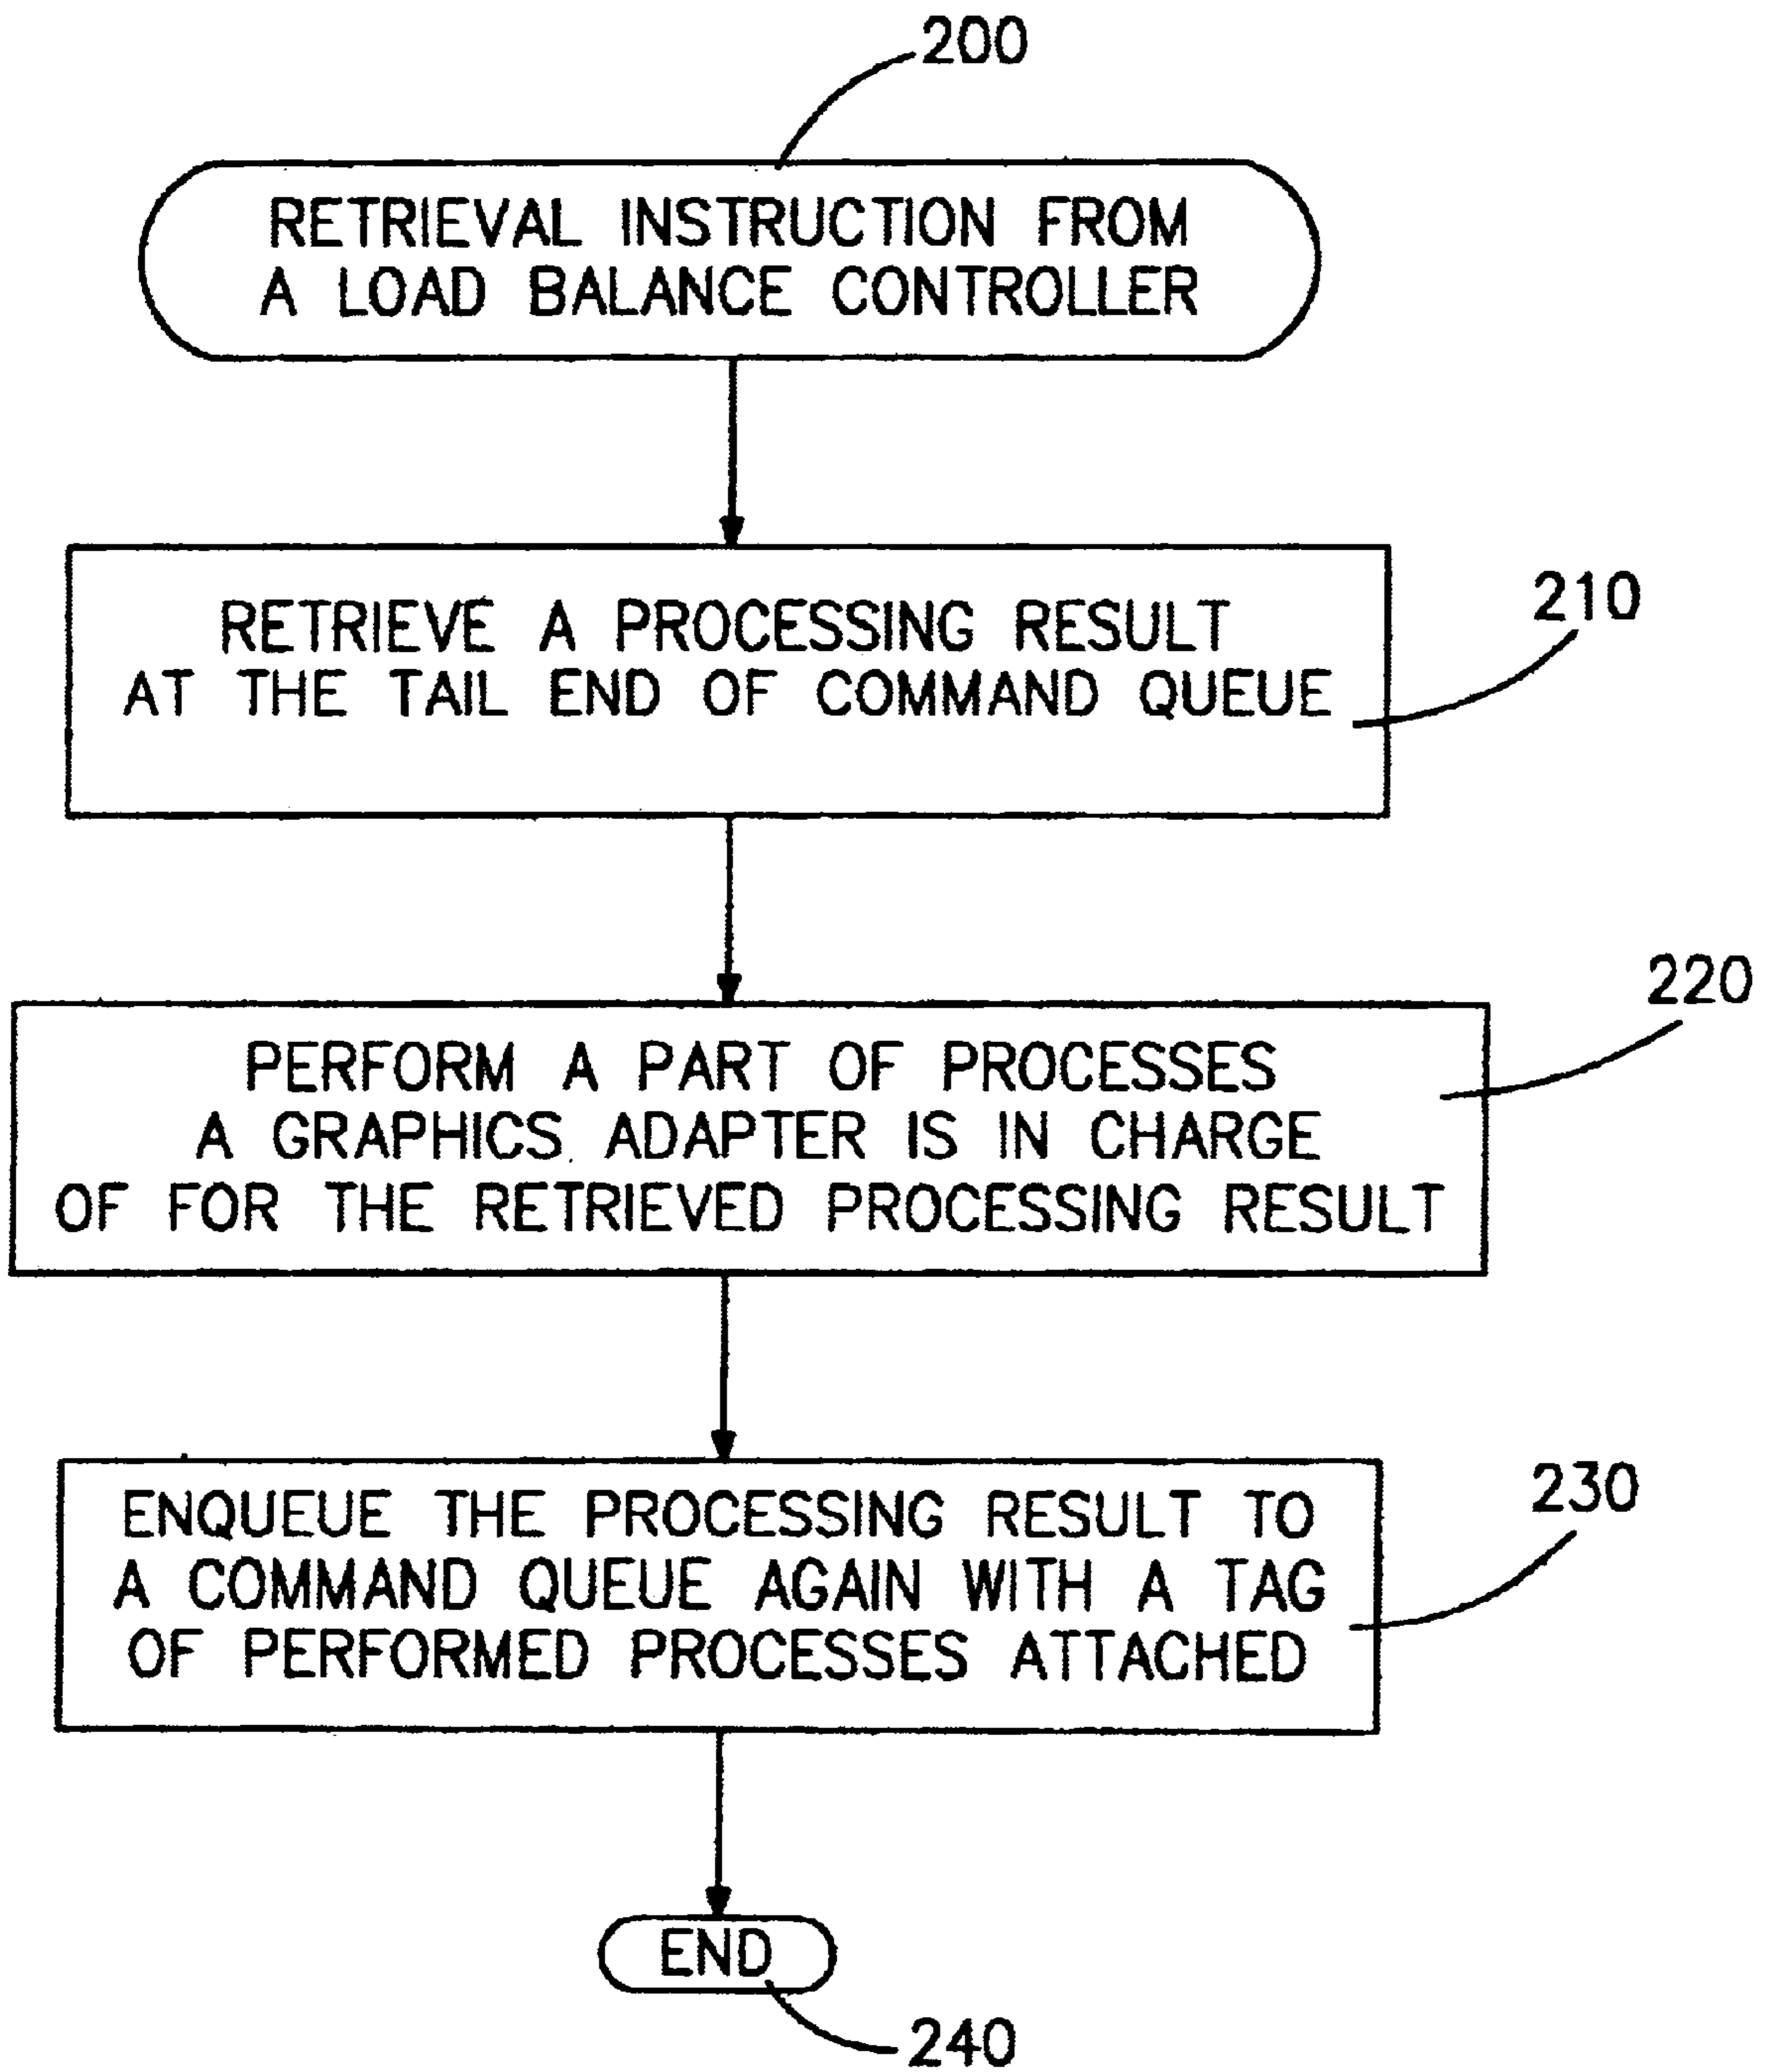 200
RETRIEVAL INSTRUCTION FROM
A LOAD BALANCE CONTROLLER
RETRIEVE A PROCESSING RESULT
AT THE TAIL END OF COMMAND QUEUE
210
PERFORM A PART OF PROCESSES
A GRAPHICS ADAPTER IS IN CHARGE
OF FOR THE RETRIEVED PROCESSING RESULT
220
ENQUEUE THE PROCESSING RESULT TO
A COMMAND QUEUE AGAIN WITH A TAG
OF PERFORMED PROCESSES ATTACHED
230
END
240